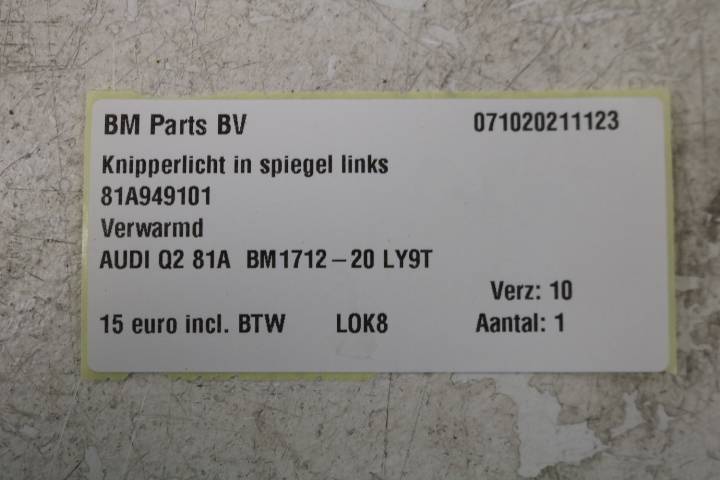 BM Parts BV 071020211123
Knipperlicht in spiegel links
81A949101
Verwarmd
AUDI Q2 81A BM1712-20 LY9T
Verz: 10
15 euro incl. BTW LOK8 Aantal: 1